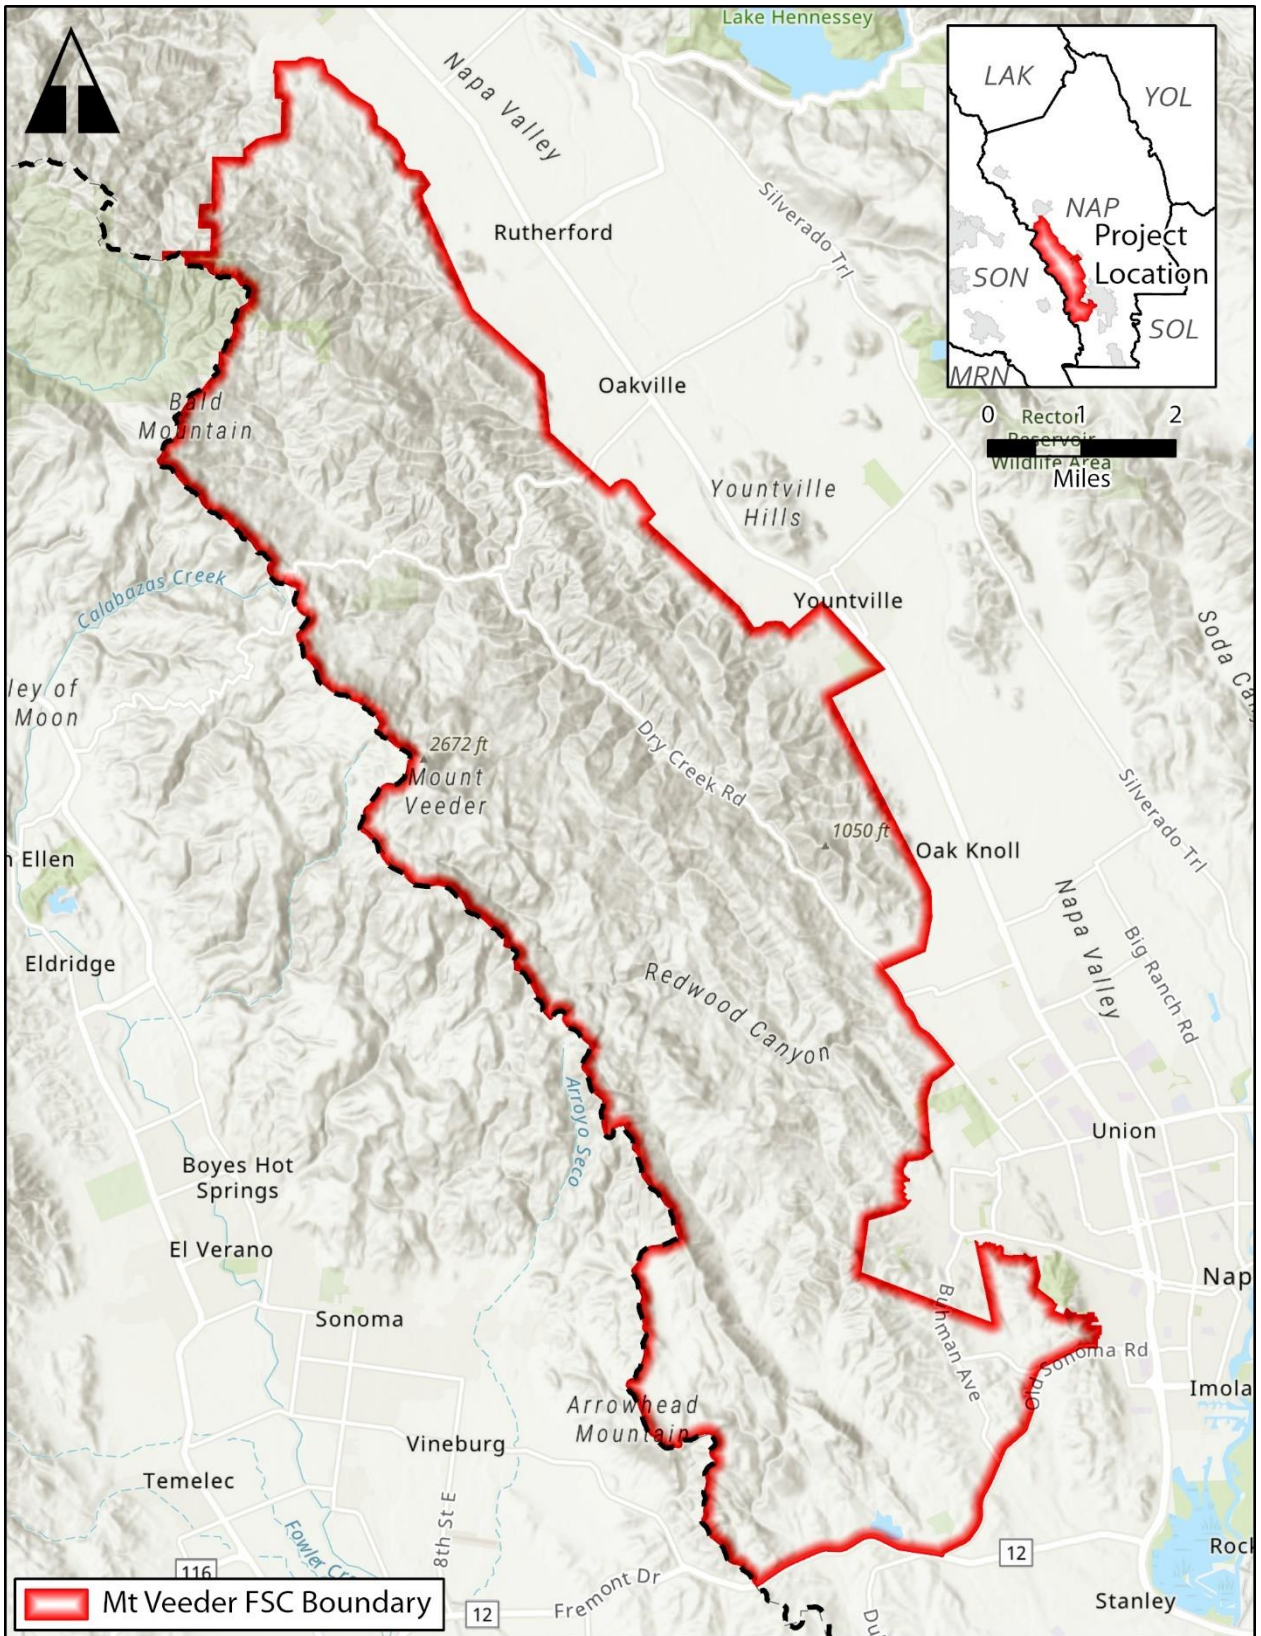 Lake Hennessey
Napa Valley
LAK
YOL
NAP
Project
Location
SON
SOL
MRN
Silverado Trl
Rutherford
Oakville
Bald
Mountain
0
1
2
Rector
Reservoir
Wildlife Area
Miles
Yountville
Hills
Calabazas Creek
Yountville
Soda Ca
ley of
Moon
2672 ft
Mount
Veeder
Dry Creek Rd
1050 ft
Silverado Trl
n Ellen
Oak Knoll
Napa Valley
Big Ranch Rd
Eldridge
Redwood Canyon
Arroyo Seco
Union
Boyes Hot
Springs
El Verano
Nap
Sonoma
Buhman Ave
Old Sonoma Rd
Imola
Arrowhead
Mountain
Vineburg
Temelec
8th St E
Fowler Cr
12
Rock
116
Mt Veeder FSC Boundary
12
Fremont Dr
Du
Stanley